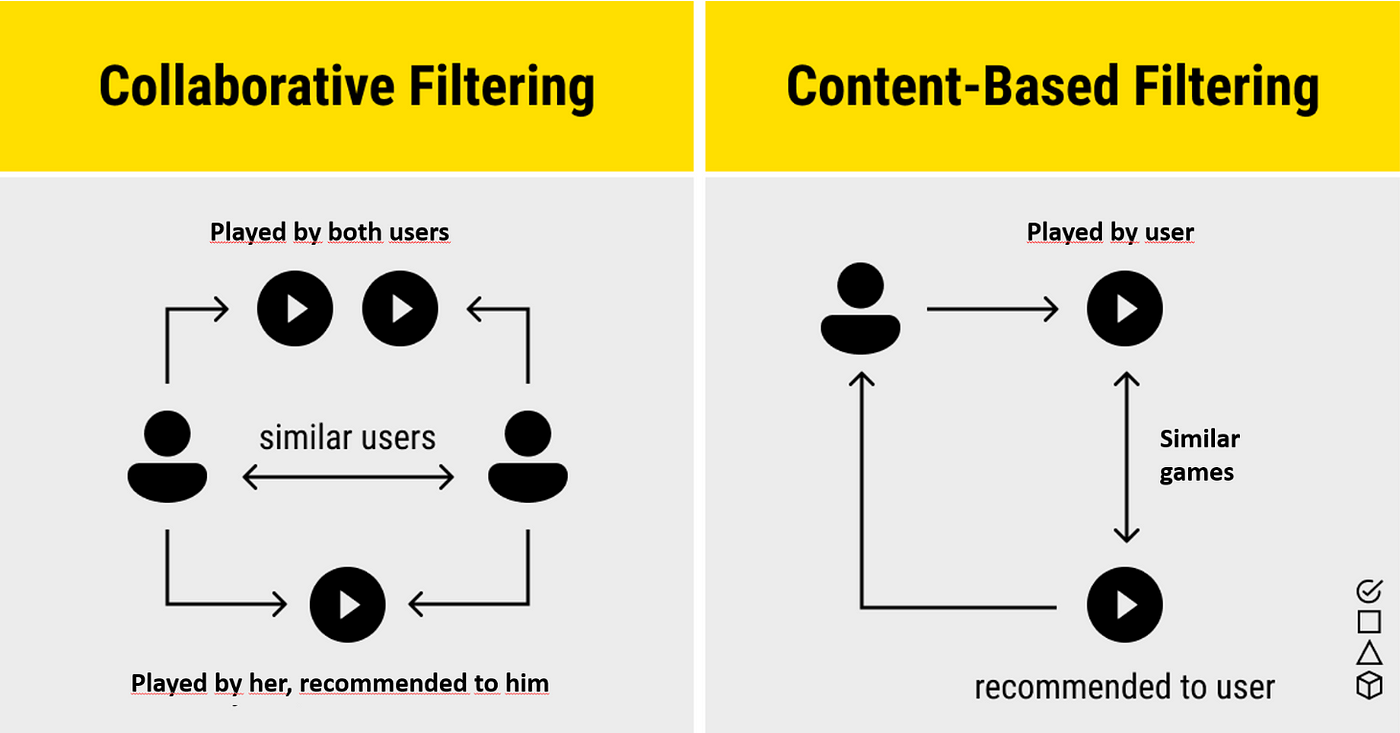 Collaborative Filtering
Played by both users
similar users
Played by her, recommended to him
Content-Based Filtering
Played by user
Similar
games
recommended to user